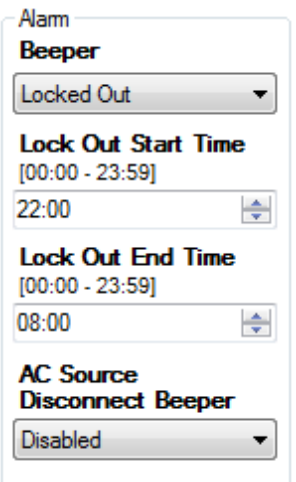 Alarm
Beeper
Locked Out
Lock Out Start Time
[00:00 - 23:59]
22:00
Lock Out End Time
[00:00 - 23:59]
08:00
AC Source
Disconnect Beeper
Disabled